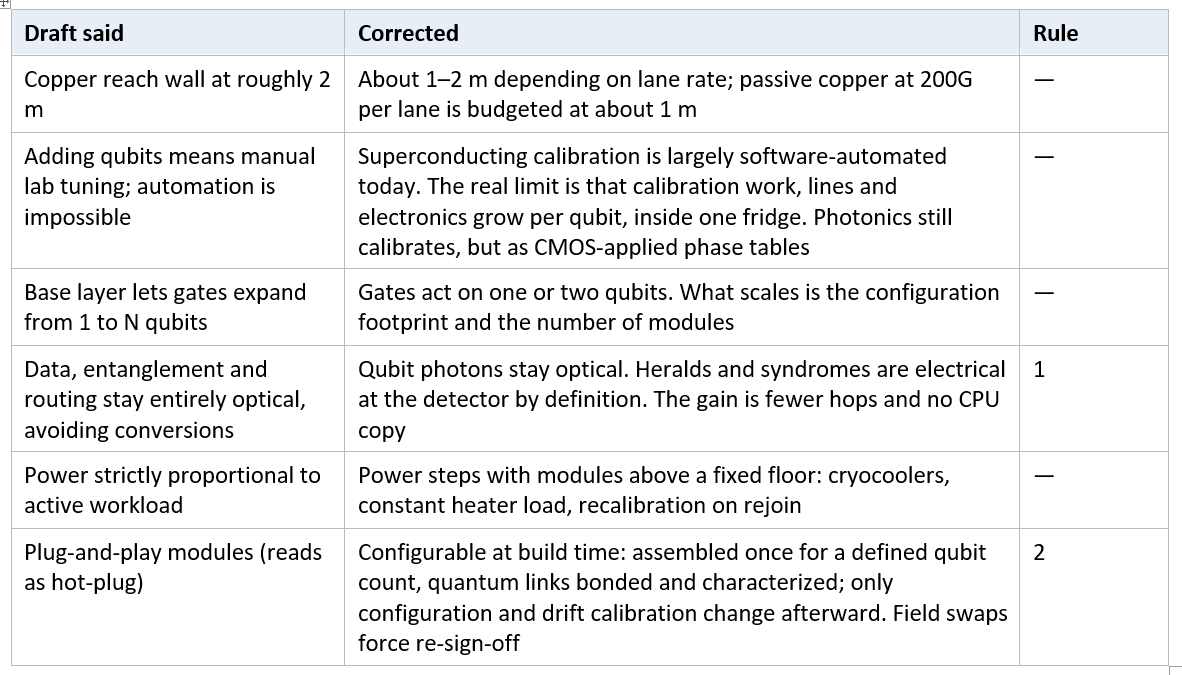 Draft said
Corrected
Rule
Copper reach wall at roughly 2
m
About 1–2 m depending on lane rate; passive copper at 200G
per lane is budgeted at about 1 m
—
Adding qubits means manual
lab tuning; automation is
impossible
Superconducting calibration is largely software-automated
today. The real limit is that calibration work, lines and
electronics grow per qubit, inside one fridge. Photonics still
calibrates, but as CMOS-applied phase tables
—
Base layer lets gates expand
from 1 to N qubits
Gates act on one or two qubits. What scales is the configuration
footprint and the number of modules
—
Data, entanglement and
routing stay entirely optical,
avoiding conversions
Qubit photons stay optical. Heralds and syndromes are electrical
at the detector by definition. The gain is fewer hops and no CPU
copy
1
Power strictly proportional to
active workload
Power steps with modules above a fixed floor: cryocoolers,
constant heater load, recalibration on rejoin
—
Plug-and-play modules (reads
as hot-plug)
Configurable at build time: assembled once for a defined qubit
count, quantum links bonded and characterized; only
configuration and drift calibration change afterward. Field swaps
force re-sign-off
2